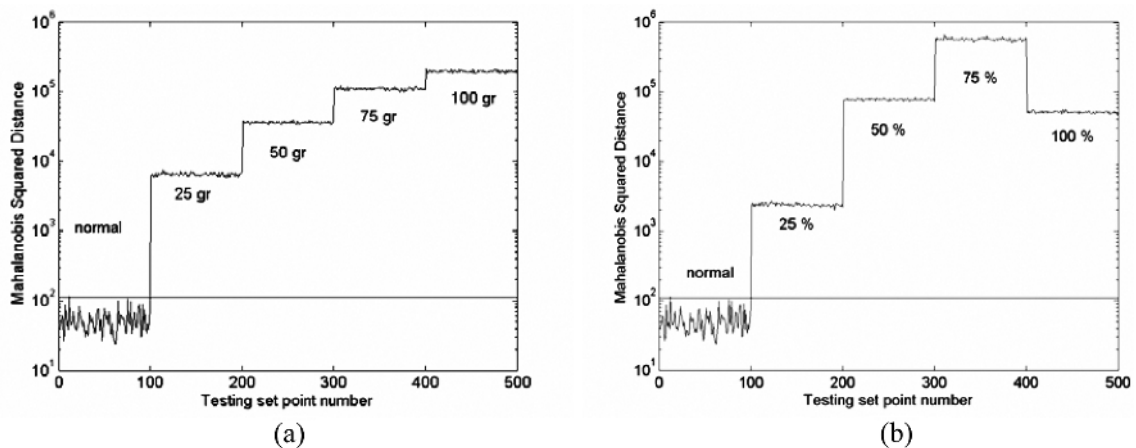 10^6
10^5
10^4
10^3
10^2
10^1
Mahalanobis Squared Distance
normal
25 gr
50 gr
75 gr
100 gr
0 100 200 300 400 500
Testing set point number
(a)
10^6
10^5
10^4
10^3
10^2
10^1
Mahalanobis Squared Distance
normal
25 %
50 %
75 %
100 %
0 100 200 300 400 500
Testing set point number
(b)